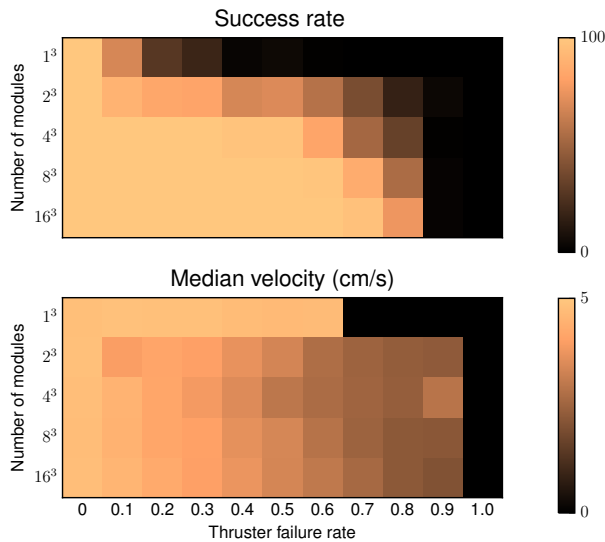 Success rate
Number of modules
1³
2³
4³
8³
16³
100
0
Median velocity (cm/s)
Number of modules
1³
2³
4³
8³
16³
5
0
0 0.1 0.2 0.3 0.4 0.5 0.6 0.7 0.8 0.9 1.0
Thruster failure rate